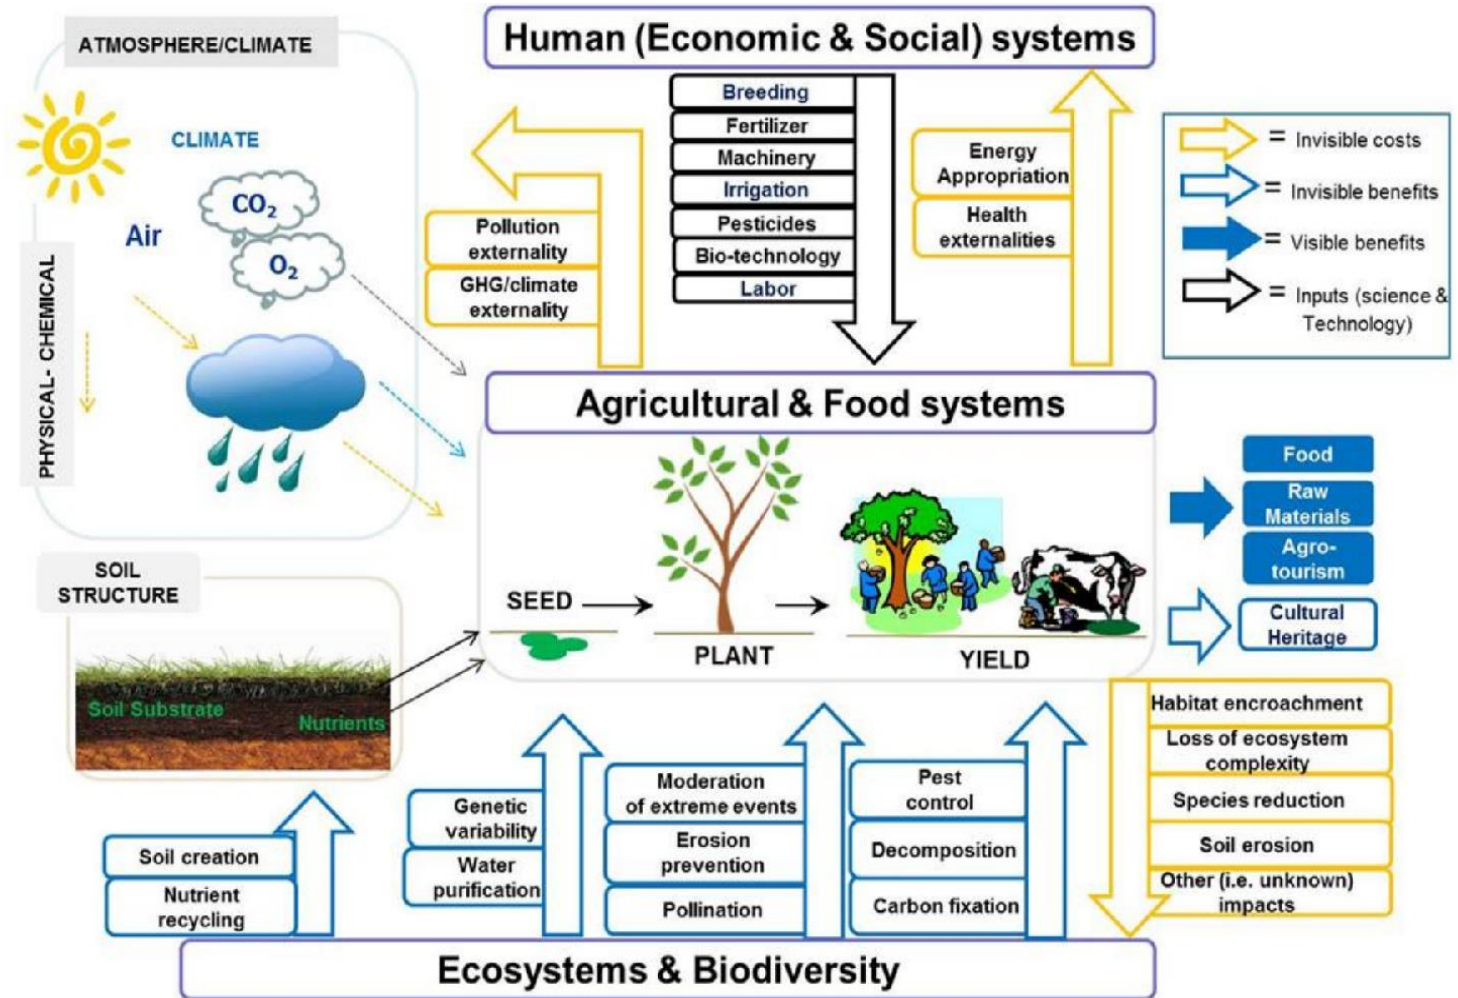 Human (Economic & Social) systems
ATMOSPHERE/CLIMATE
CLIMATE
CO2
Air
O2
PHYSICAL- CHEMICAL
Pollution
externality
GHG/climate
externality
Breeding
Fertilizer
Machinery
Irrigation
Pesticides
Bio-technology
Labor
Energy
Appropriation
Health
externalities
= Invisible costs
= Invisible benefits
= Visible benefits
= Inputs (science &
Technology)
Agricultural & Food systems
SEED
PLANT
YIELD
Food
Raw
Materials
Agro-
tourism
Cultural
Heritage
SOIL
STRUCTURE
Soil Substrate
Nutrients
Soil creation
Nutrient
recycling
Genetic
variability
Water
purification
Moderation
of extreme events
Erosion
prevention
Pollination
Pest
control
Decomposition
Carbon fixation
Habitat encroachment
Loss of ecosystem
complexity
Species reduction
Soil erosion
Other (i.e. unknown)
impacts
Ecosystems & Biodiversity